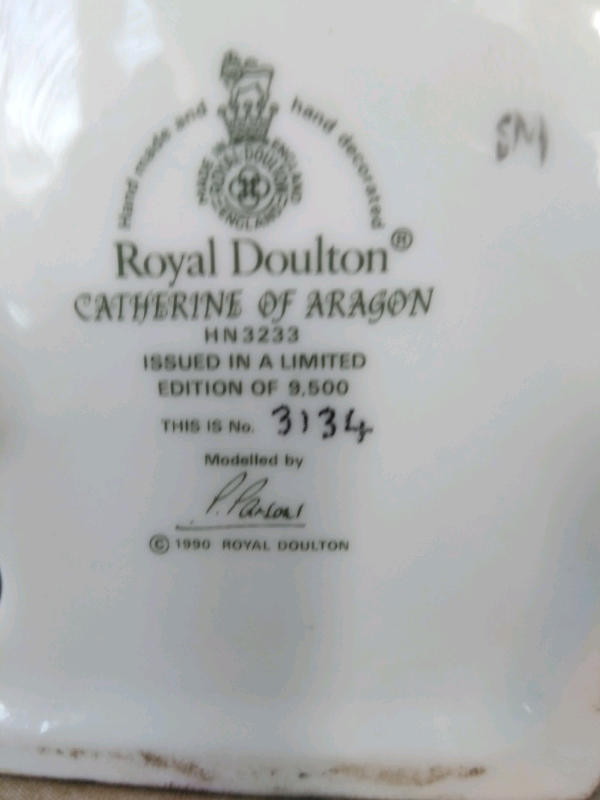 Hand made and hand decorated
MADE IN ENGLAND
ROYAL DOULTON
ENGLAND
Royal Doulton®
CATHERINE OF ARAGON
HN3233
ISSUED IN A LIMITED
EDITION OF 9,500
THIS IS No. 3134
Modelled by
P. Parsons
© 1990 ROYAL DOULTON
SM